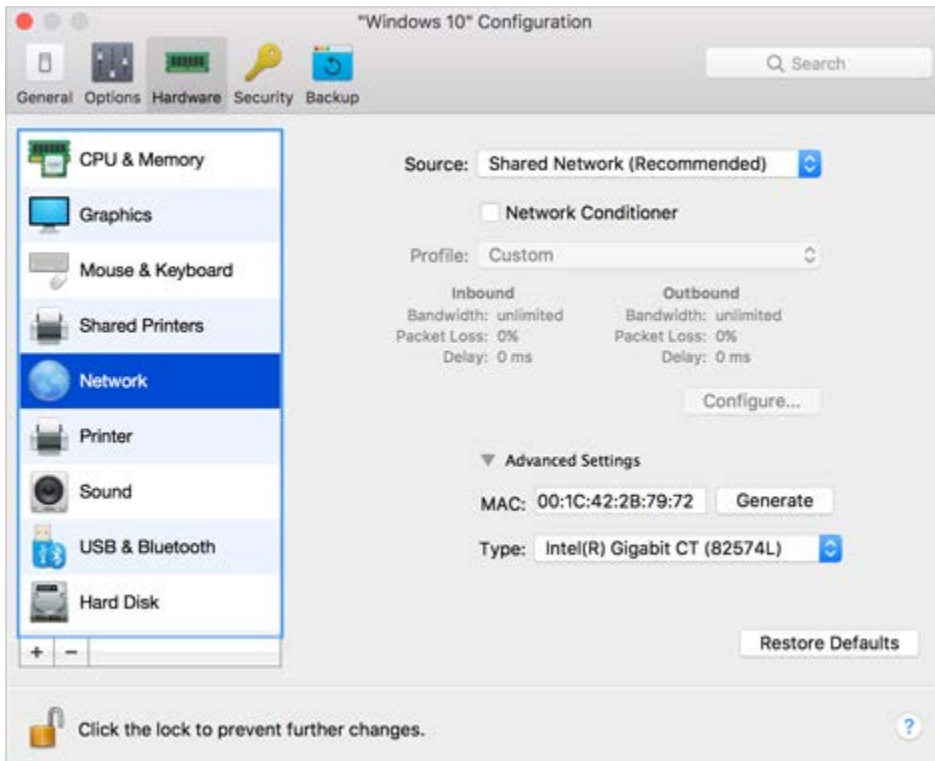 "Windows 10" Configuration
General Options Hardware Security Backup
Search
CPU & Memory
Graphics
Mouse & Keyboard
Shared Printers
Network
Printer
Sound
USB & Bluetooth
Hard Disk
+ −
Source: Shared Network (Recommended)
Network Conditioner
Profile: Custom
Inbound Outbound
Bandwidth: unlimited Bandwidth: unlimited
Packet Loss: 0% Packet Loss: 0%
Delay: 0 ms Delay: 0 ms
Configure...
Advanced Settings
MAC: 00:1C:42:2B:79:72 Generate
Type: Intel(R) Gigabit CT (82574L)
Restore Defaults
Click the lock to prevent further changes.
?